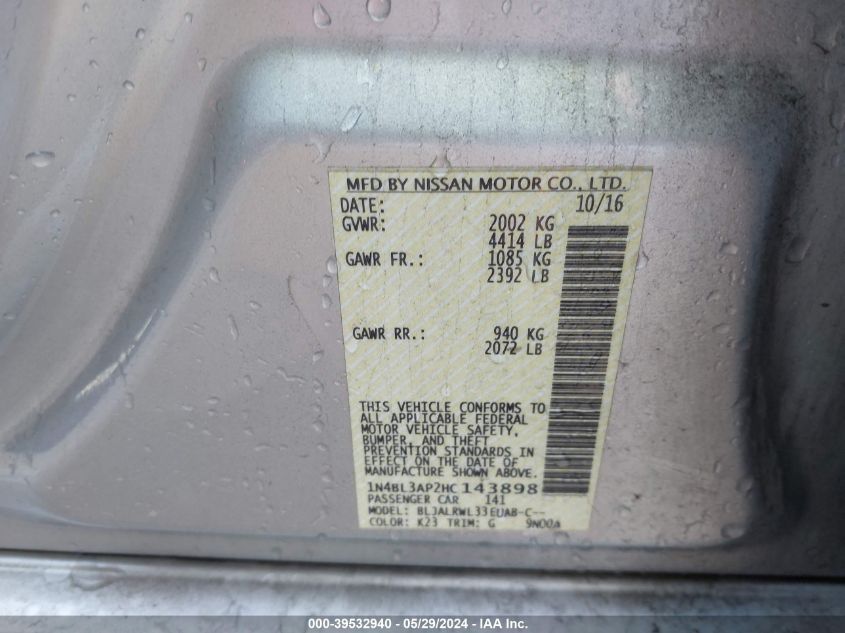 MFD BY NISSAN MOTOR CO., LTD.
DATE: 10/16
GVWR: 2002 KG
4414 LB
GAWR FR.: 1085 KG
2392 LB
GAWR RR.: 940 KG
2072 LB
THIS VEHICLE CONFORMS TO
ALL APPLICABLE FEDERAL
MOTOR VEHICLE SAFETY,
BUMPER, AND THEFT
PREVENTION STANDARDS IN
EFFECT ON THE DATE OF
MANUFACTURE SHOWN ABOVE.
1N4BL3AP2HC143898
PASSENGER CAR 141
MODEL: BLJALRWL33EUAB-C--
COLOR: K23 TRIM: G 9N00A
000-39532940 - 05/29/2024 - IAA Inc.